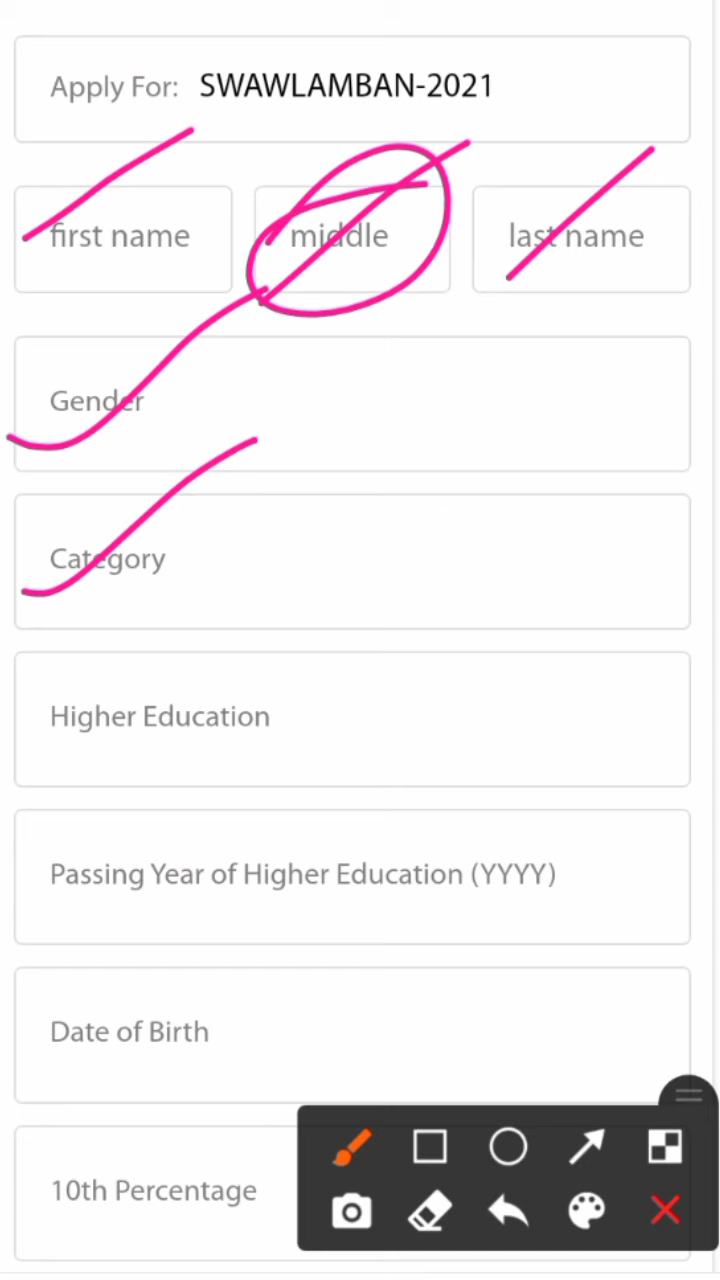 Apply For: SWAWLAMBAN-2021
first name middle last name
Gender
Category
Higher Education
Passing Year of Higher Education (YYYY)
Date of Birth
10th Percentage